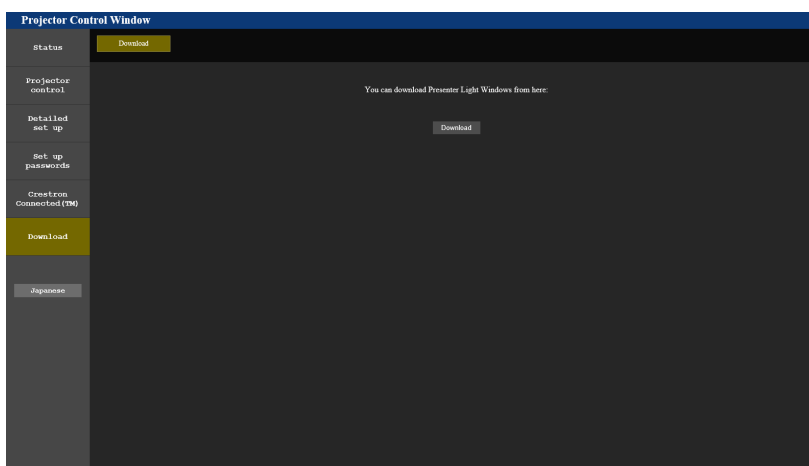 Projector Control Window
Status
Download
Projector
control
You can download Presenter Light Windows from here:
Detailed
set up
Download
Set up
passwords
Crestron
Connected(TM)
Download
Japanese